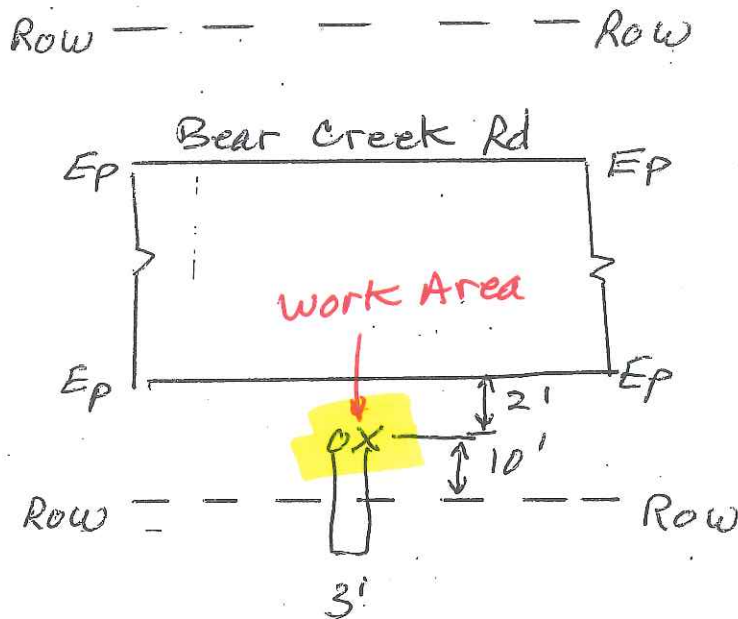 Row Row
Bear Creek Rd
Ep Ep
Work Area
Ep Ep
2'
OX
10'
Row Row
3'